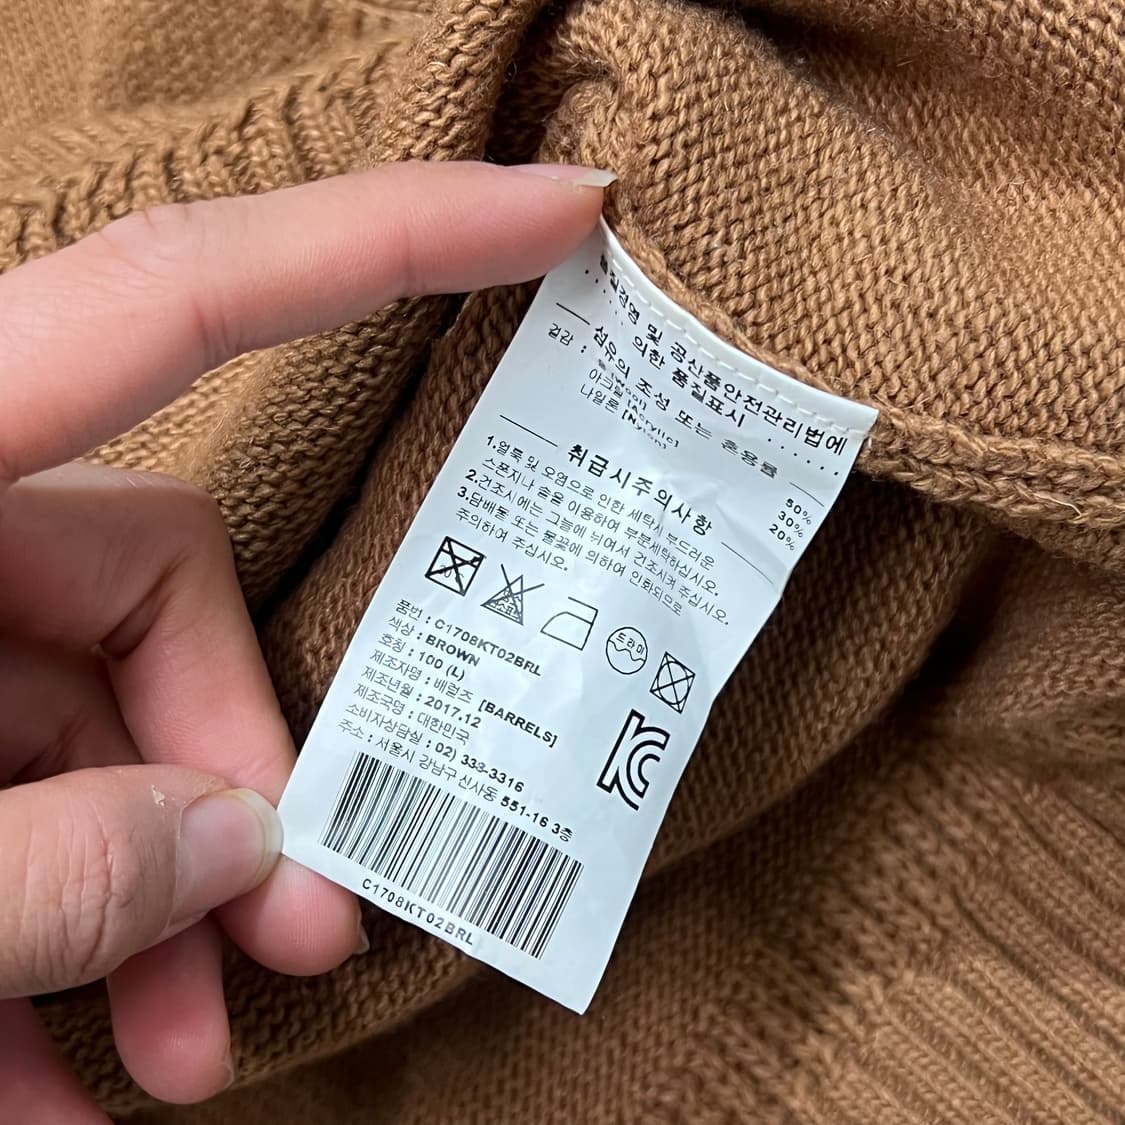 품질경영 및 공산품안전관리법에
의한 품질표시
섬유의 조성 또는 혼용률
겉감 : 울 [Wool] 50%
아크릴 [Acrylic] 30%
나일론 [Nylon] 20%
취급시주의사항
1.얼룩 및 오염으로 인한 세탁시 부드러운
스폰지나 솔을 이용하여 부분세탁하십시오.
2.건조시에는 그늘에 뉘어서 건조시켜 주십시오.
3.담배불 또는 불꽃에 의하여 인화되므로
주의하여 주십시오.
드라이
품번 : C1708KT02BRL
색상 : BROWN
호칭 : 100 (L)
제조자명 : 배럴즈 [BARRELS]
제조년월 : 2017.12
제조국명 : 대한민국
소비자상담실 : 02) 333-3316
주소 : 서울시 강남구 신사동 551-16 3층
C1708KT02BRL